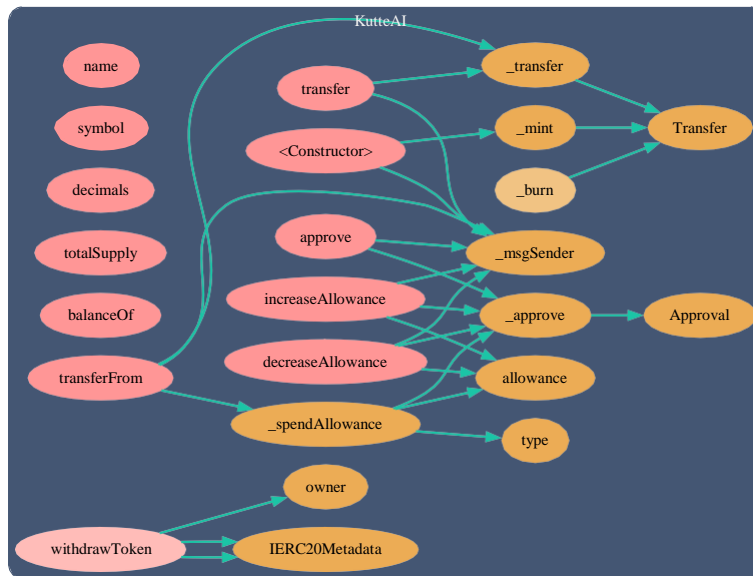 KutteAI
name
symbol
decimals
totalSupply
balanceOf
transferFrom
transfer
<Constructor>
approve
increaseAllowance
decreaseAllowance
_spendAllowance
_transfer
_mint
_burn
_msgSender
_approve
allowance
type
Transfer
Approval
owner
withdrawToken
IERC20Metadata